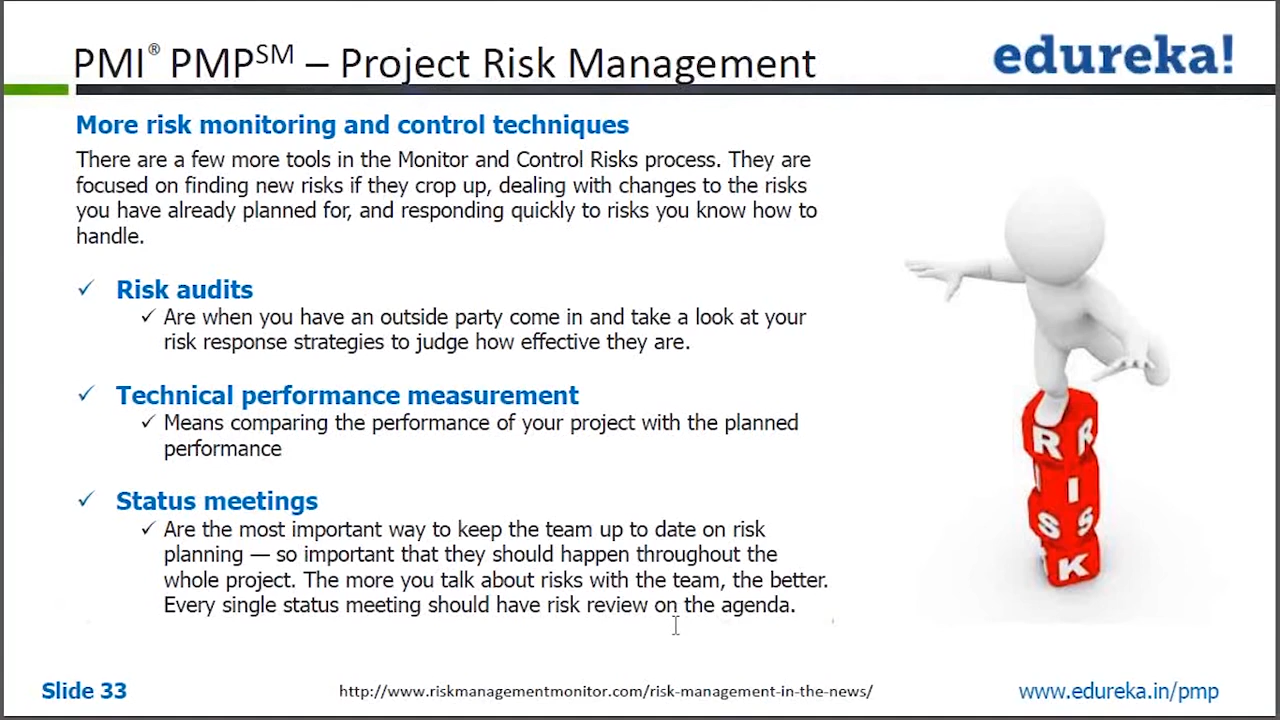 PMI® PMPSM – Project Risk Management
edureka!
More risk monitoring and control techniques
There are a few more tools in the Monitor and Control Risks process. They are
focused on finding new risks if they crop up, dealing with changes to the risks
you have already planned for, and responding quickly to risks you know how to
handle.
✓ Risk audits
✓ Are when you have an outside party come in and take a look at your
risk response strategies to judge how effective they are.
✓ Technical performance measurement
✓ Means comparing the performance of your project with the planned
performance
✓ Status meetings
✓ Are the most important way to keep the team up to date on risk
planning — so important that they should happen throughout the
whole project. The more you talk about risks with the team, the better.
Every single status meeting should have risk review on the agenda.
R R
I
S S
K
Slide 33
http://www.riskmanagementmonitor.com/risk-management-in-the-news/
www.edureka.in/pmp